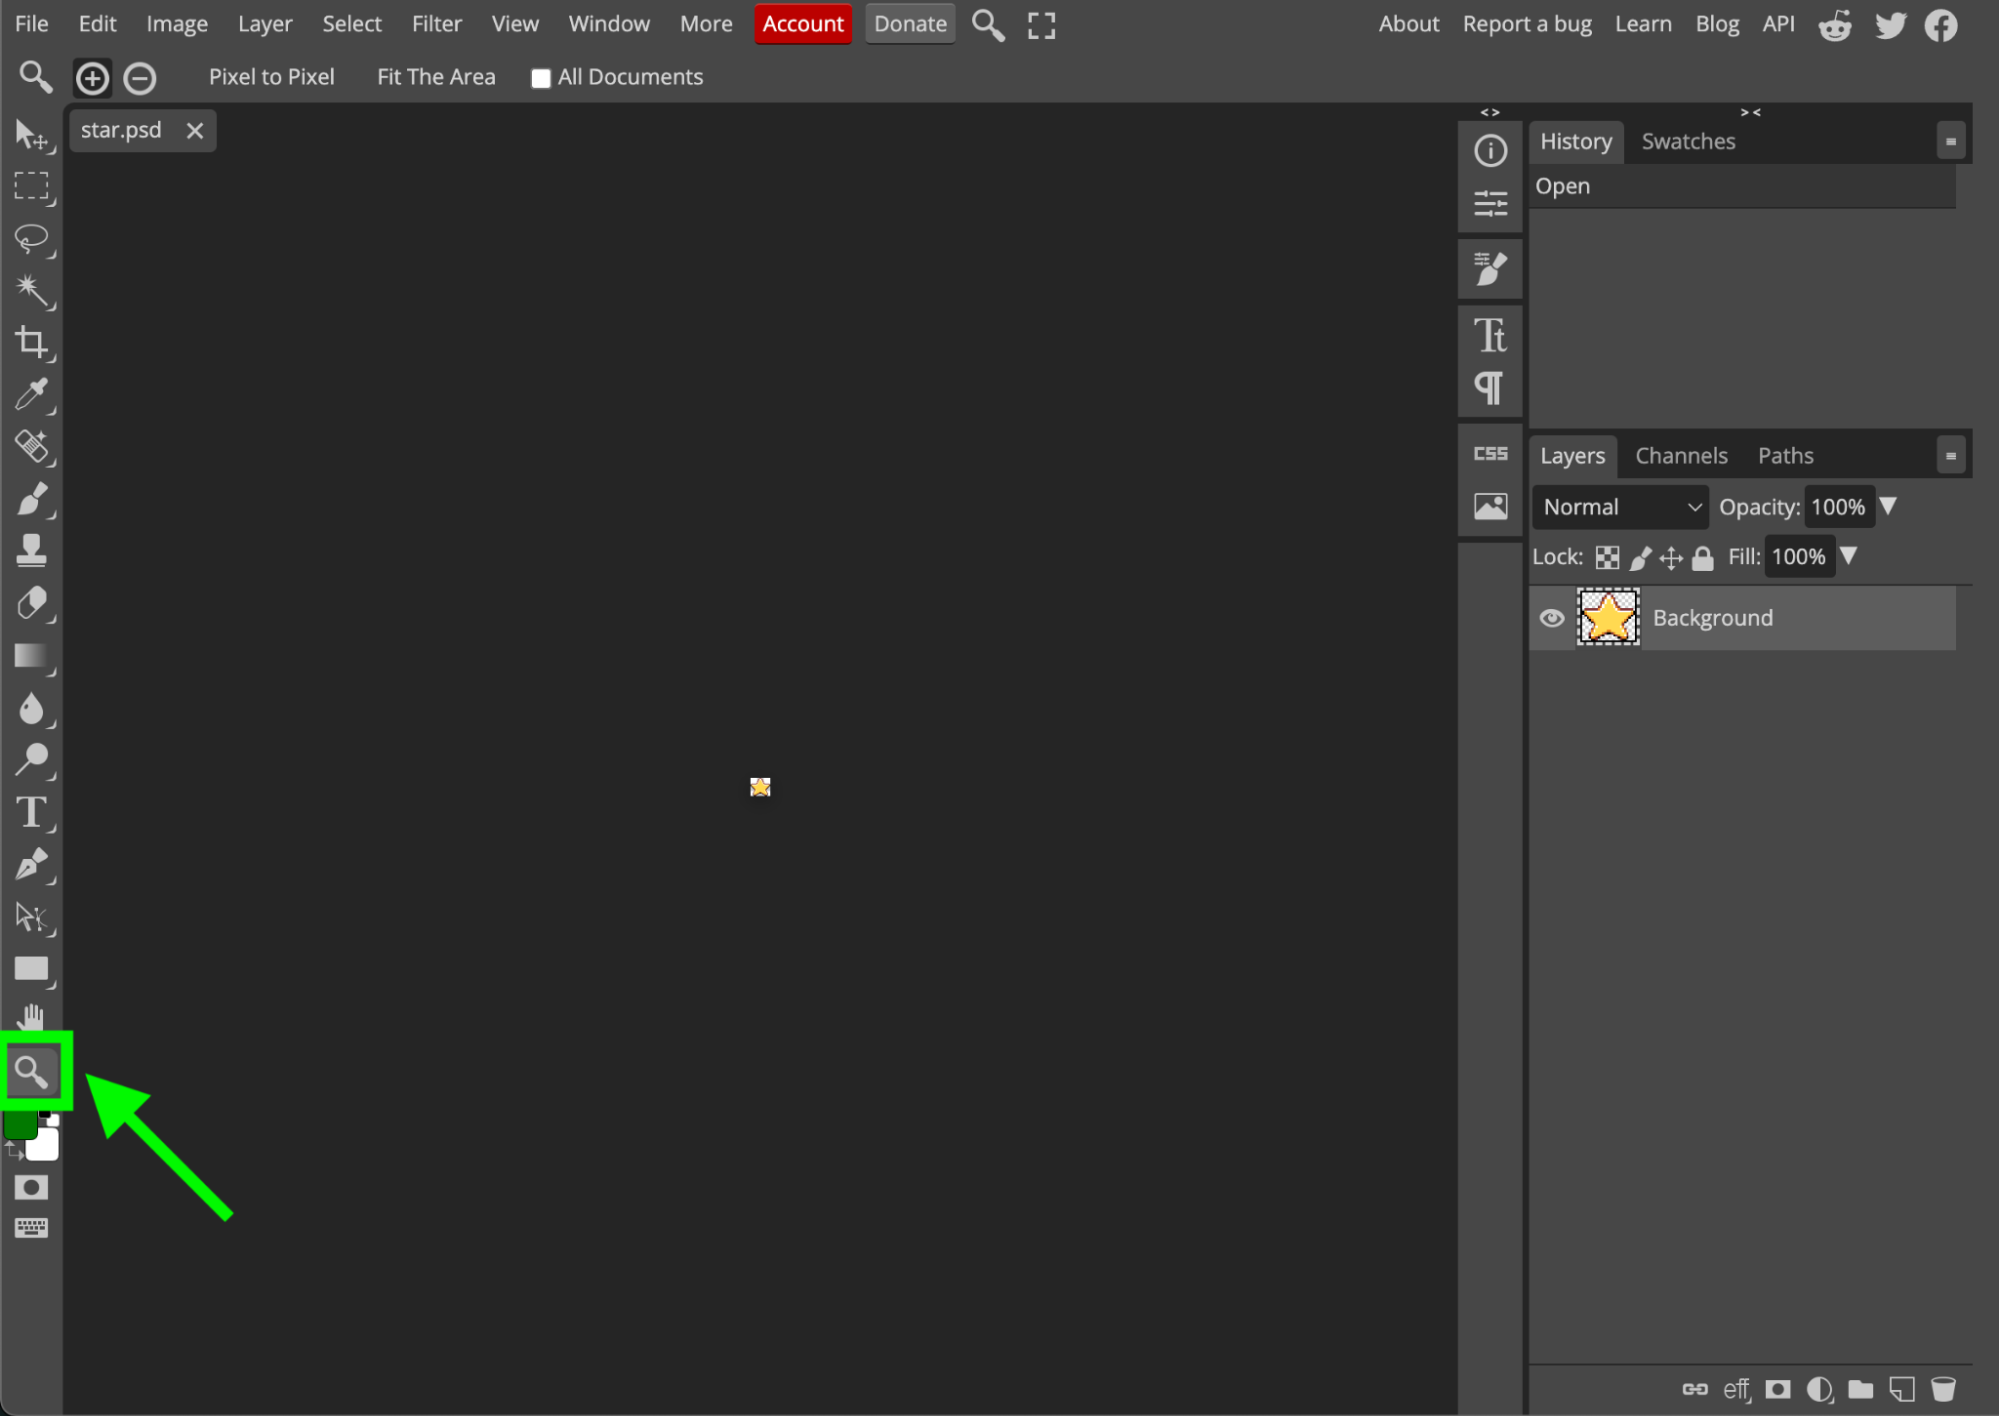 File Edit Image Layer Select Filter View Window More Account Donate About Report a bug Learn Blog API
Pixel to Pixel Fit The Area All Documents
star.psd
History Swatches
Open
Tt
¶
CSS
Layers Channels Paths
Normal Opacity: 100%
Lock: Fill: 100%
Background
T
eff